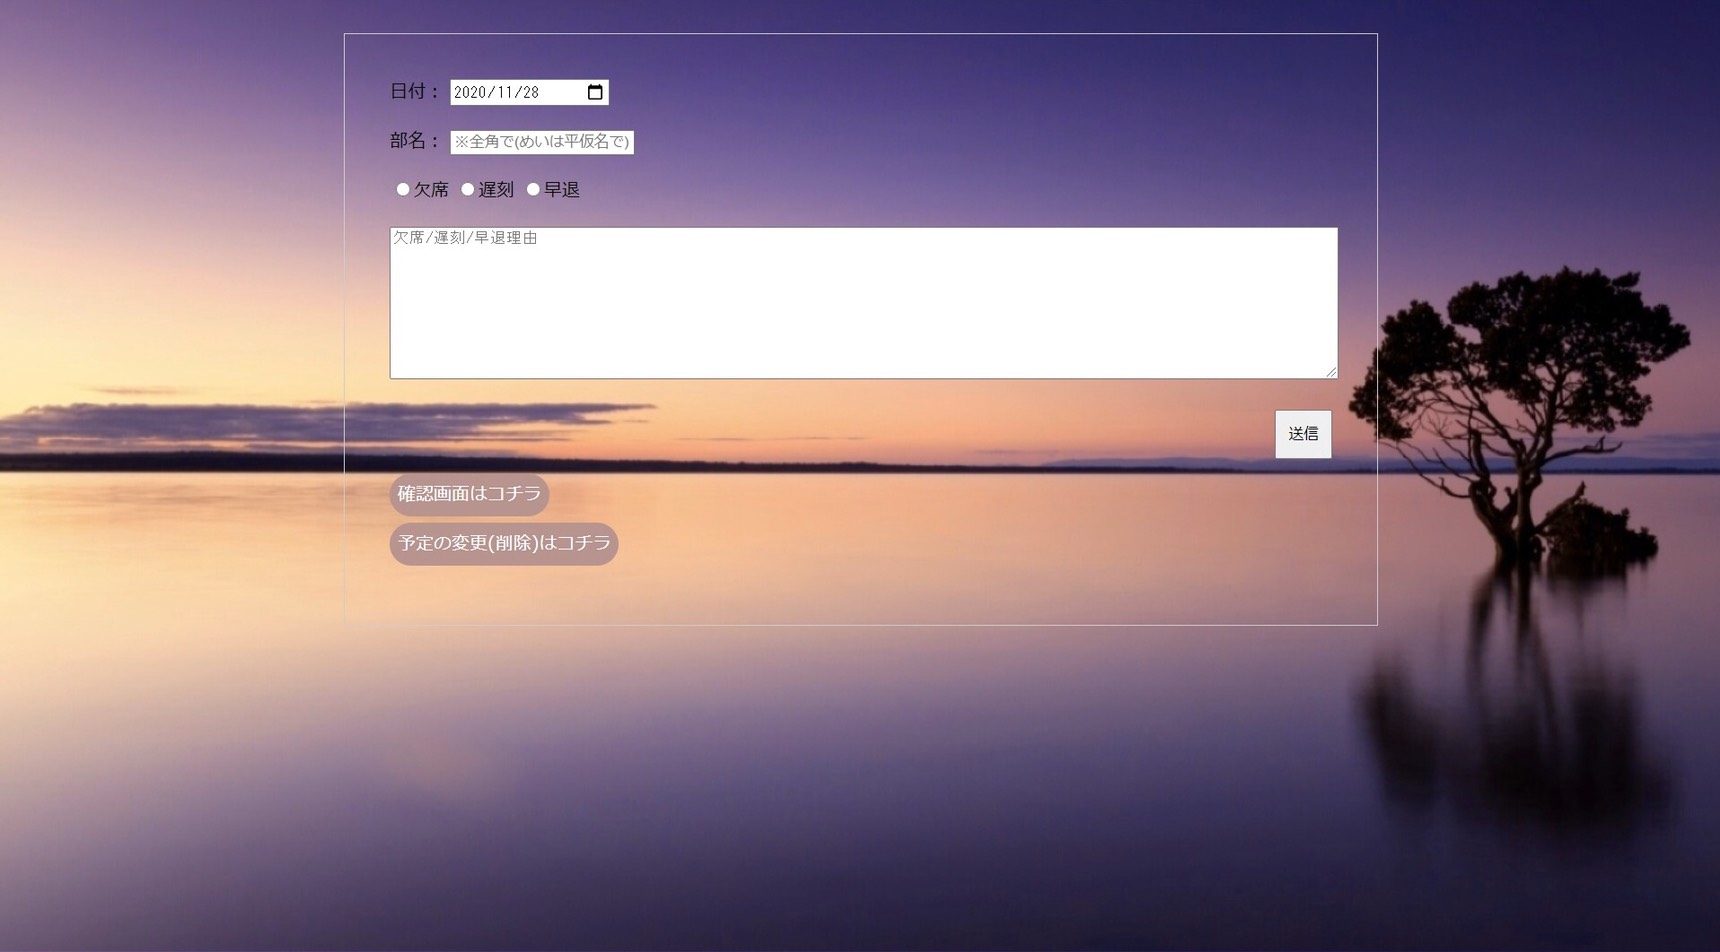 日付： 2020/11/28
部名： ※全角で(めいは平仮名で)
欠席 遅刻 早退
欠席/遅刻/早退理由
送信
確認画面はコチラ
予定の変更(削除)はコチラ